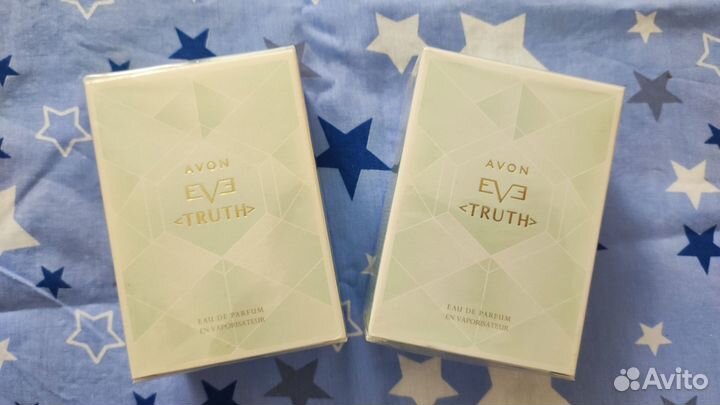 AVON
EVE
<TRUTH>
EAU DE PARFUM
EN VAPORISATEUR
AVON
EVE
<TRUTH>
EAU DE PARFUM
EN VAPORISATEUR
Avito